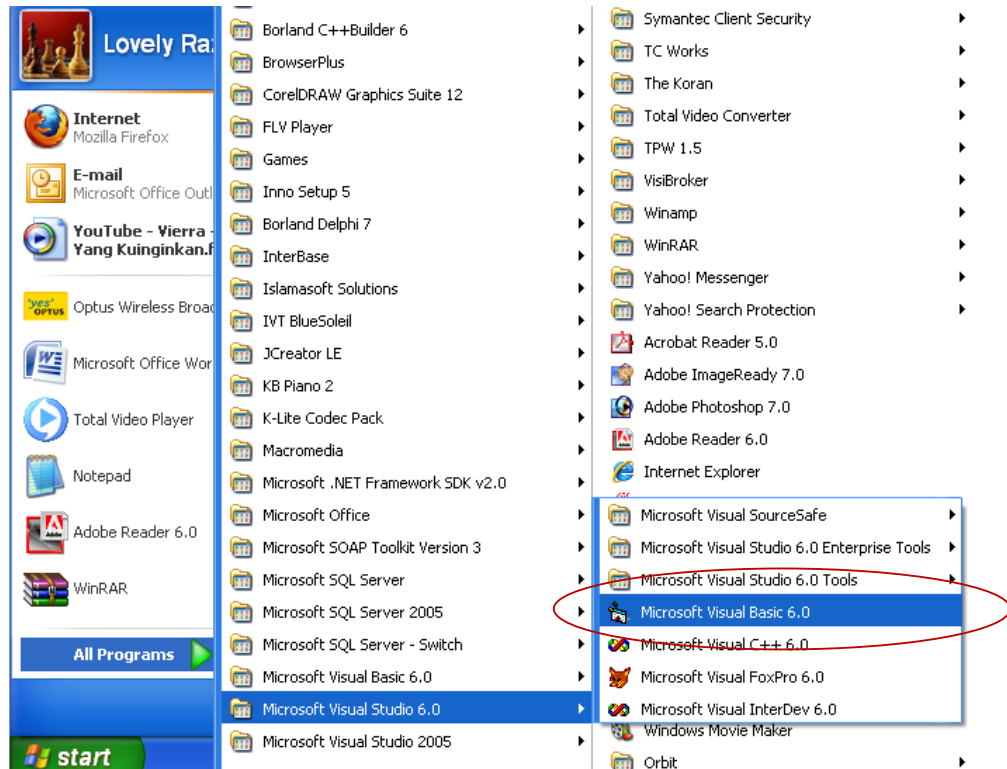 Lovely Ra
Internet
Mozilla Firefox
E-mail
Microsoft Office Outl
YouTube - Vierra -
Yang Kuinginkan.f
'yes'
OPTUS
Optus Wireless Broad
Microsoft Office Wor
Total Video Player
Notepad
Adobe Reader 6.0
WinRAR
All Programs
start
Borland C++Builder 6
BrowserPlus
CorelDRAW Graphics Suite 12
FLV Player
Games
Inno Setup 5
Borland Delphi 7
InterBase
Islamasoft Solutions
IVT BlueSoleil
JCreator LE
KB Piano 2
K-Lite Codec Pack
Macromedia
Microsoft .NET Framework SDK v2.0
Microsoft Office
Microsoft SOAP Toolkit Version 3
Microsoft SQL Server
Microsoft SQL Server 2005
Microsoft SQL Server - Switch
Microsoft Visual Basic 6.0
Microsoft Visual Studio 6.0
Microsoft Visual Studio 2005
Symantec Client Security
TC Works
The Koran
Total Video Converter
TPW 1.5
VisiBroker
Winamp
WinRAR
Yahoo! Messenger
Yahoo! Search Protection
Acrobat Reader 5.0
Adobe ImageReady 7.0
Adobe Photoshop 7.0
Adobe Reader 6.0
Internet Explorer
Microsoft Visual SourceSafe
Microsoft Visual Studio 6.0 Enterprise Tools
Microsoft Visual Studio 6.0 Tools
Microsoft Visual Basic 6.0
Microsoft Visual C++ 6.0
Microsoft Visual FoxPro 6.0
Microsoft Visual InterDev 6.0
Windows Movie Maker
Orbit